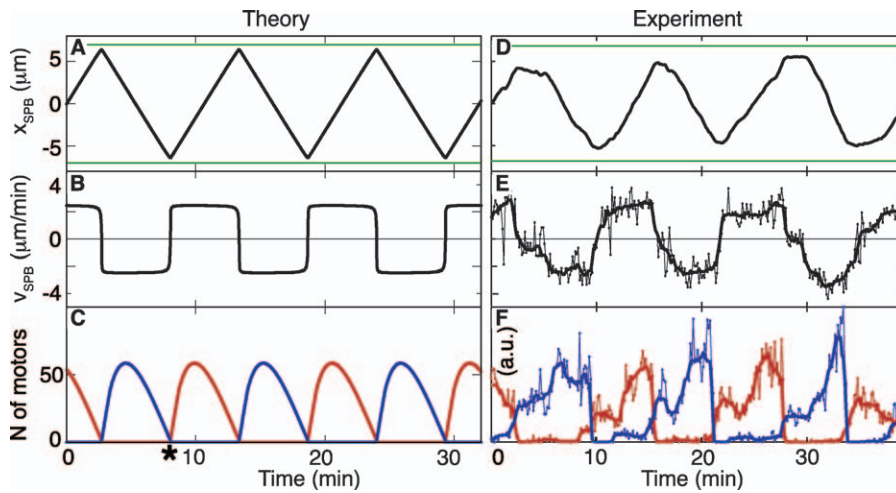 Theory
Experiment
A
5
0
-5
x_SPB (μm)
D
B
4
0
-4
v_SPB (μm/min)
E
C
50
0
N of motors
F
(a.u.)
0 * 10 20 30
0 10 20 30
Time (min)
Time (min)